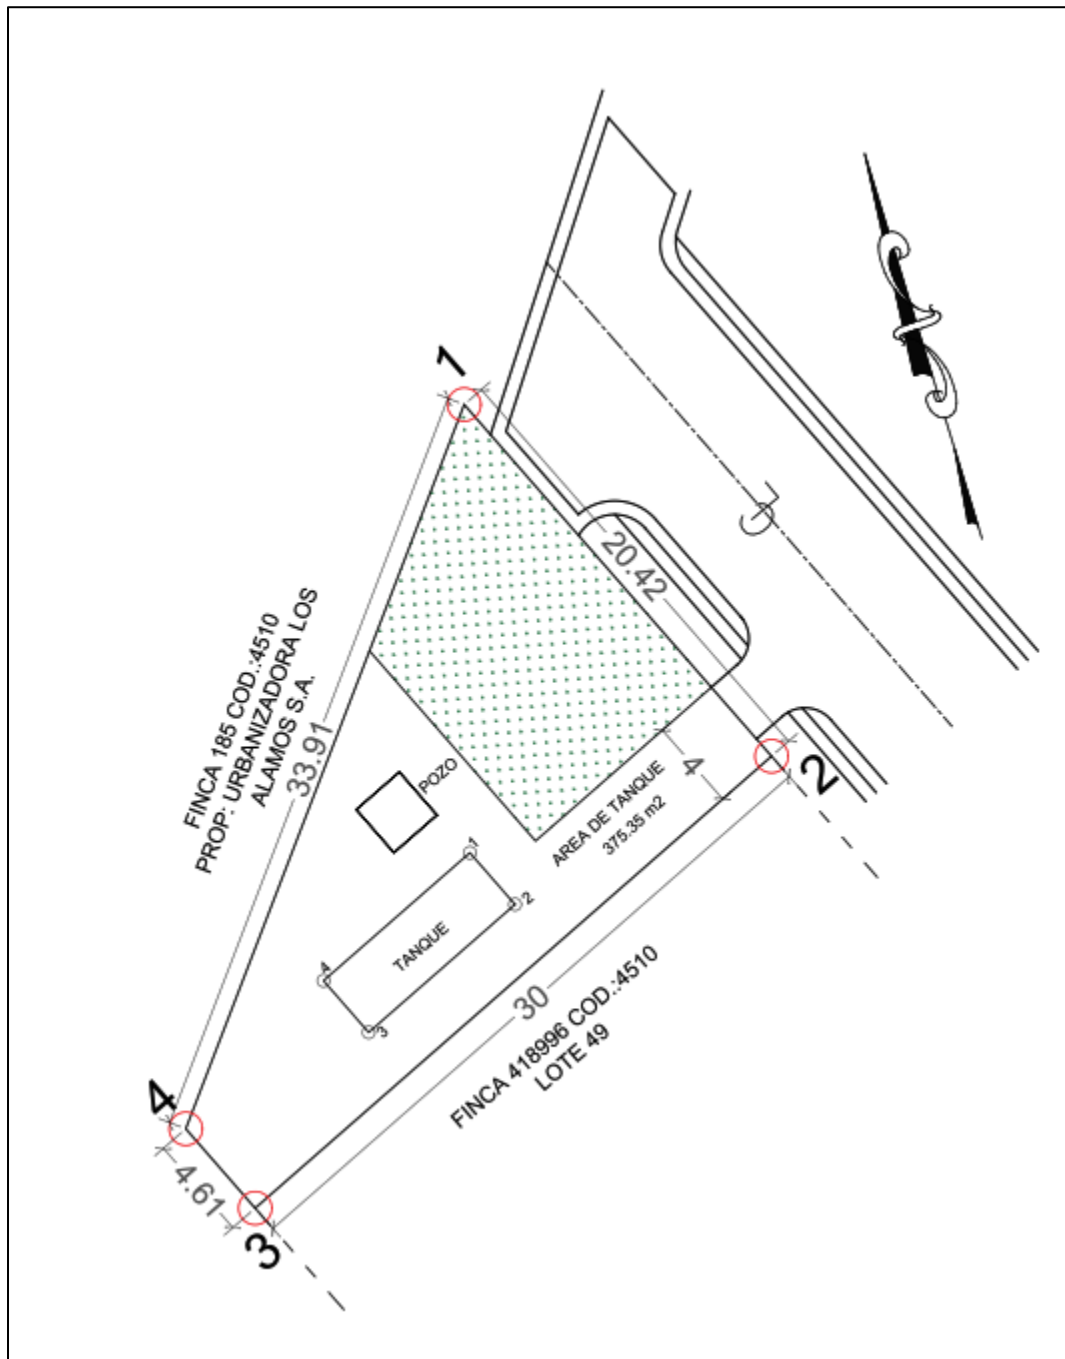 1
20.42
FINCA 185 COD.:4510
PROP: URBANIZADORA LOS
ALAMOS S.A.
33.91
POZO
4
2
AREA DE TANQUE
375.35 m2
1
2
TANQUE
4
3
30
FINCA 418996 COD.:4510
LOTE 49
4
4.61
3